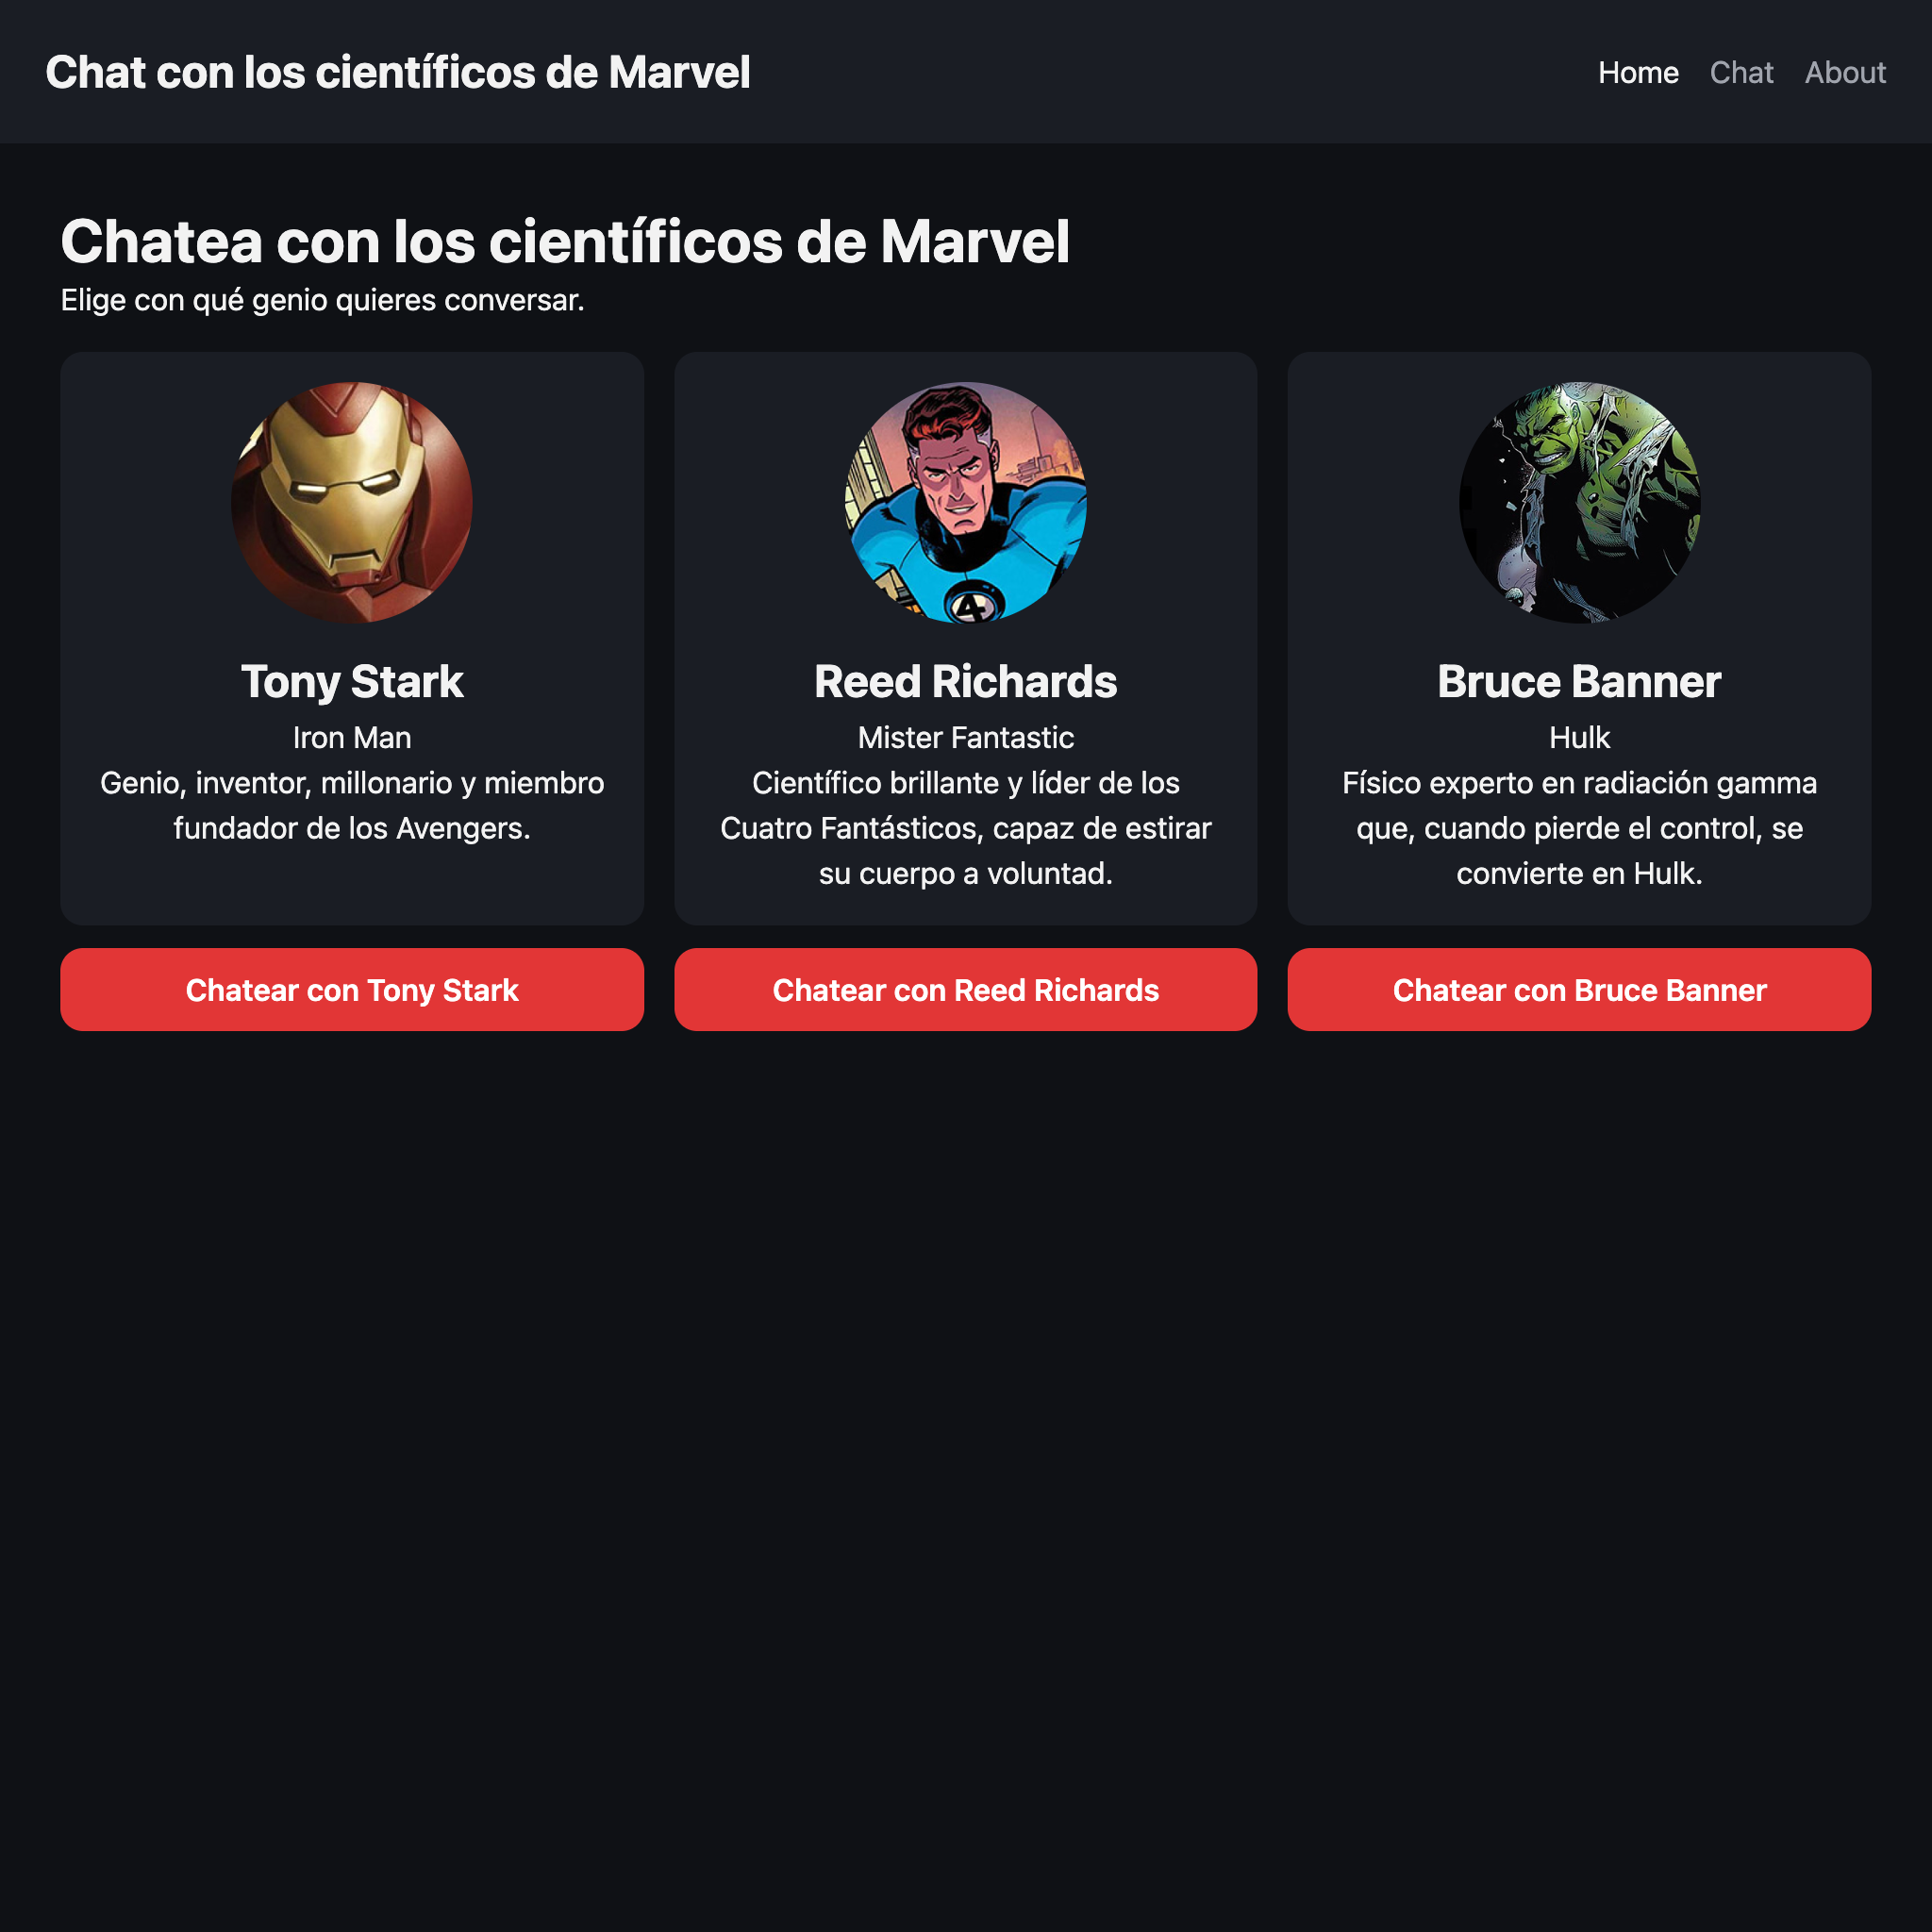 Chat con los científicos de Marvel
Home Chat About
Chatea con los científicos de Marvel
Elige con qué genio quieres conversar.
4
Tony Stark
Iron Man
Genio, inventor, millonario y miembro
fundador de los Avengers.
Reed Richards
Mister Fantastic
Científico brillante y líder de los
Cuatro Fantásticos, capaz de estirar
su cuerpo a voluntad.
Bruce Banner
Hulk
Físico experto en radiación gamma
que, cuando pierde el control, se
convierte en Hulk.
Chatear con Tony Stark
Chatear con Reed Richards
Chatear con Bruce Banner